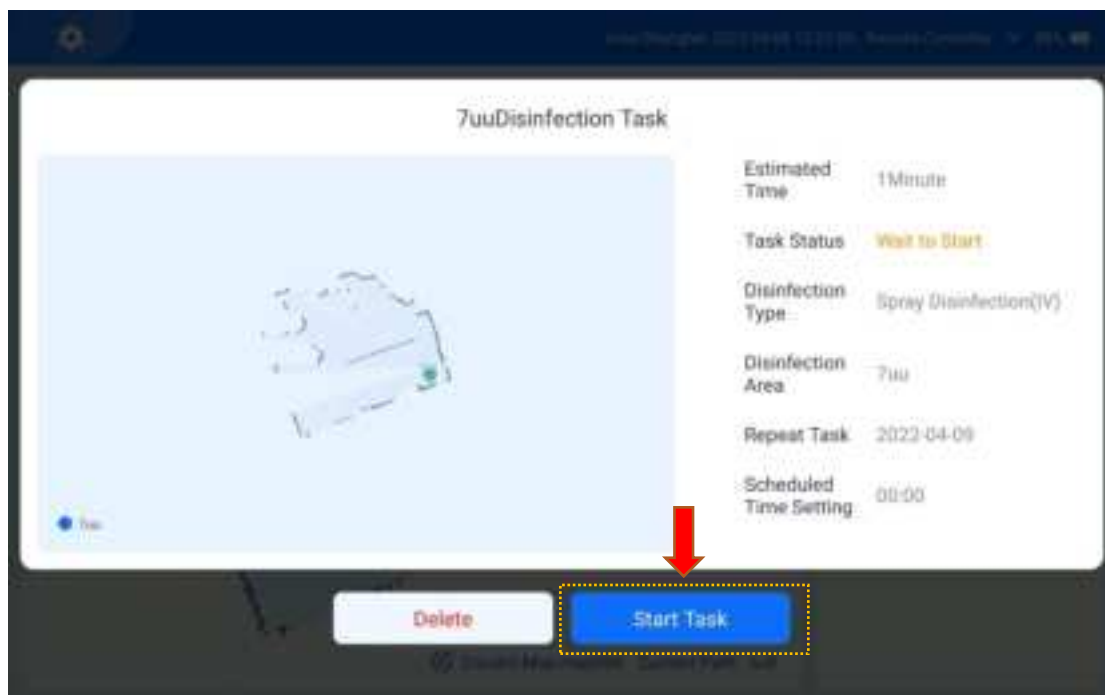 7uuDisinfection Task
Estimated
Time
1Minute
Task Status
Wait to Start
Disinfection
Type
Spray Disinfection(IV)
Disinfection
Area
7uu
Repeat Task
2022-04-09
Scheduled
Time Setting
00:00
7uu
Delete
Start Task